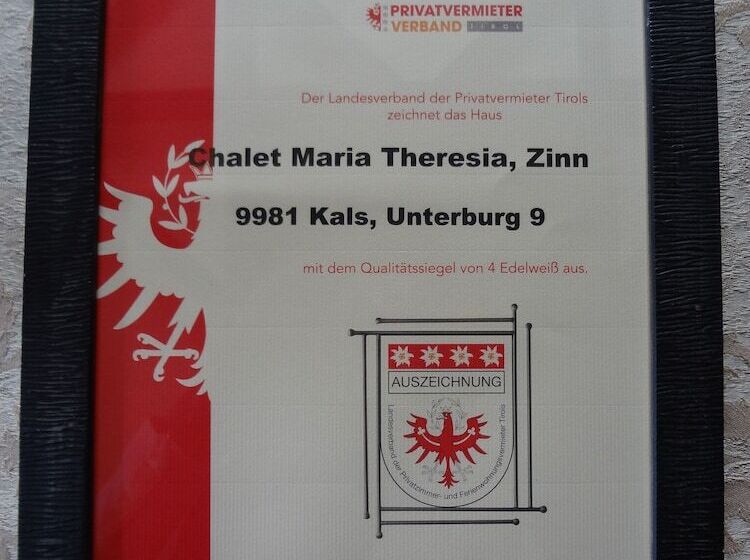 PRIVATVERMIETER
VERBAND TIROL
Der Landesverband der Privatvermieter Tirols
zeichnet das Haus
Chalet Maria Theresia, Zinn
9981 Kals, Unterburg 9
mit dem Qualitätssiegel von 4 Edelweiß aus.
AUSZEICHNUNG
Landesverband der Privatzimmer- und Ferienwohnungsvermieter Tirols